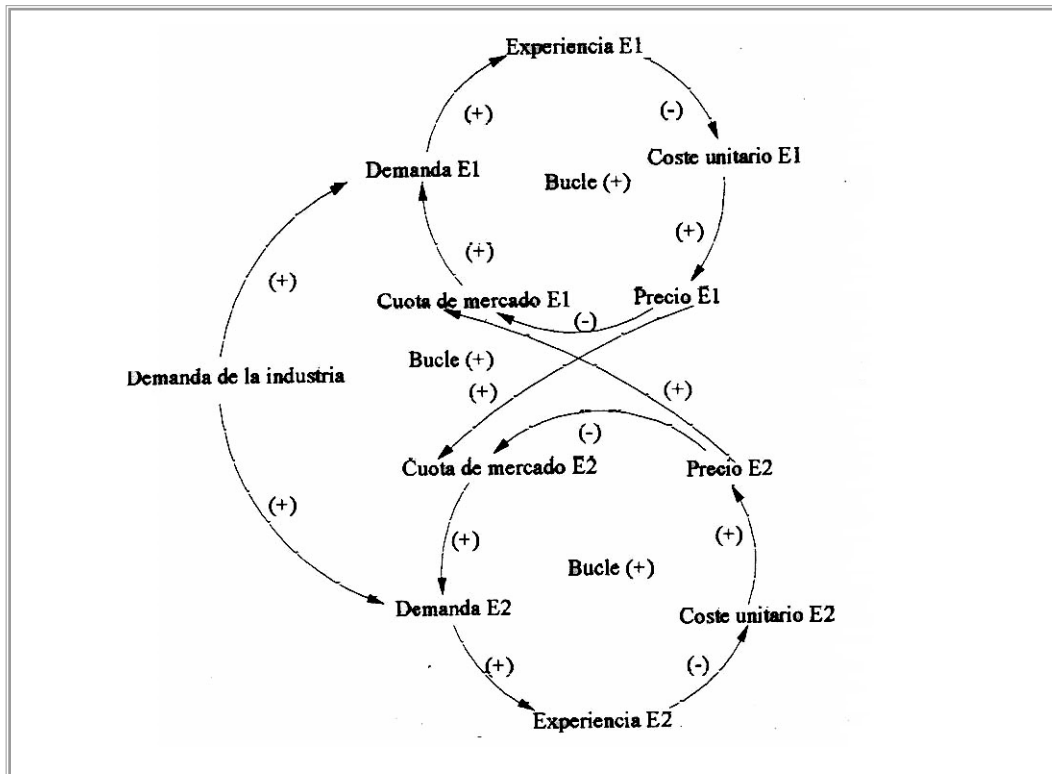 Experiencia E1
(+)
(-)
Demanda E1
Coste unitario E1
Bucle (+)
(+)
(+)
(+)
Cuota de mercado E1
Precio E1
(-)
Bucle (+)
Demanda de la industria
(+)
(+)
(-)
Cuota de mercado E2
Precio E2
(+)
(+)
(+)
Bucle (+)
Demanda E2
Coste unitario E2
(+)
(-)
Experiencia E2